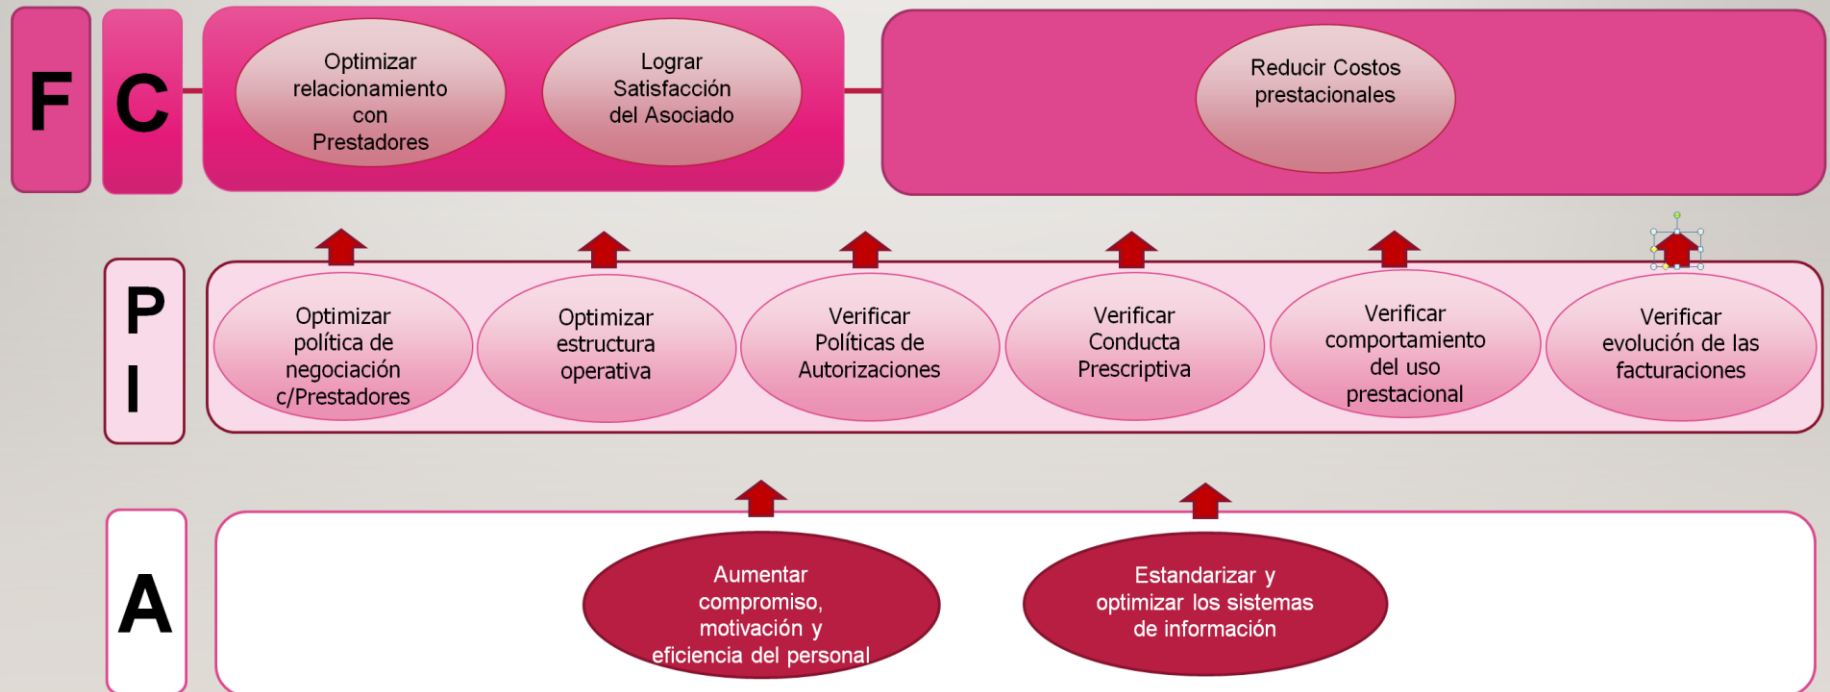 F
C
Optimizar
relacionamiento
con
Prestadores
Lograr
Satisfacción
del Asociado
Reducir Costos
prestacionales
P
I
Optimizar
política de
negociación
c/Prestadores
Optimizar
estructura
operativa
Verificar
Políticas de
Autorizaciones
Verificar
Conducta
Prescriptiva
Verificar
comportamiento
del uso
prestacional
Verificar
evolución de las
facturaciones
A
Aumentar
compromiso,
motivación y
eficiencia del personal
Estandarizar y
optimizar los sistemas
de información